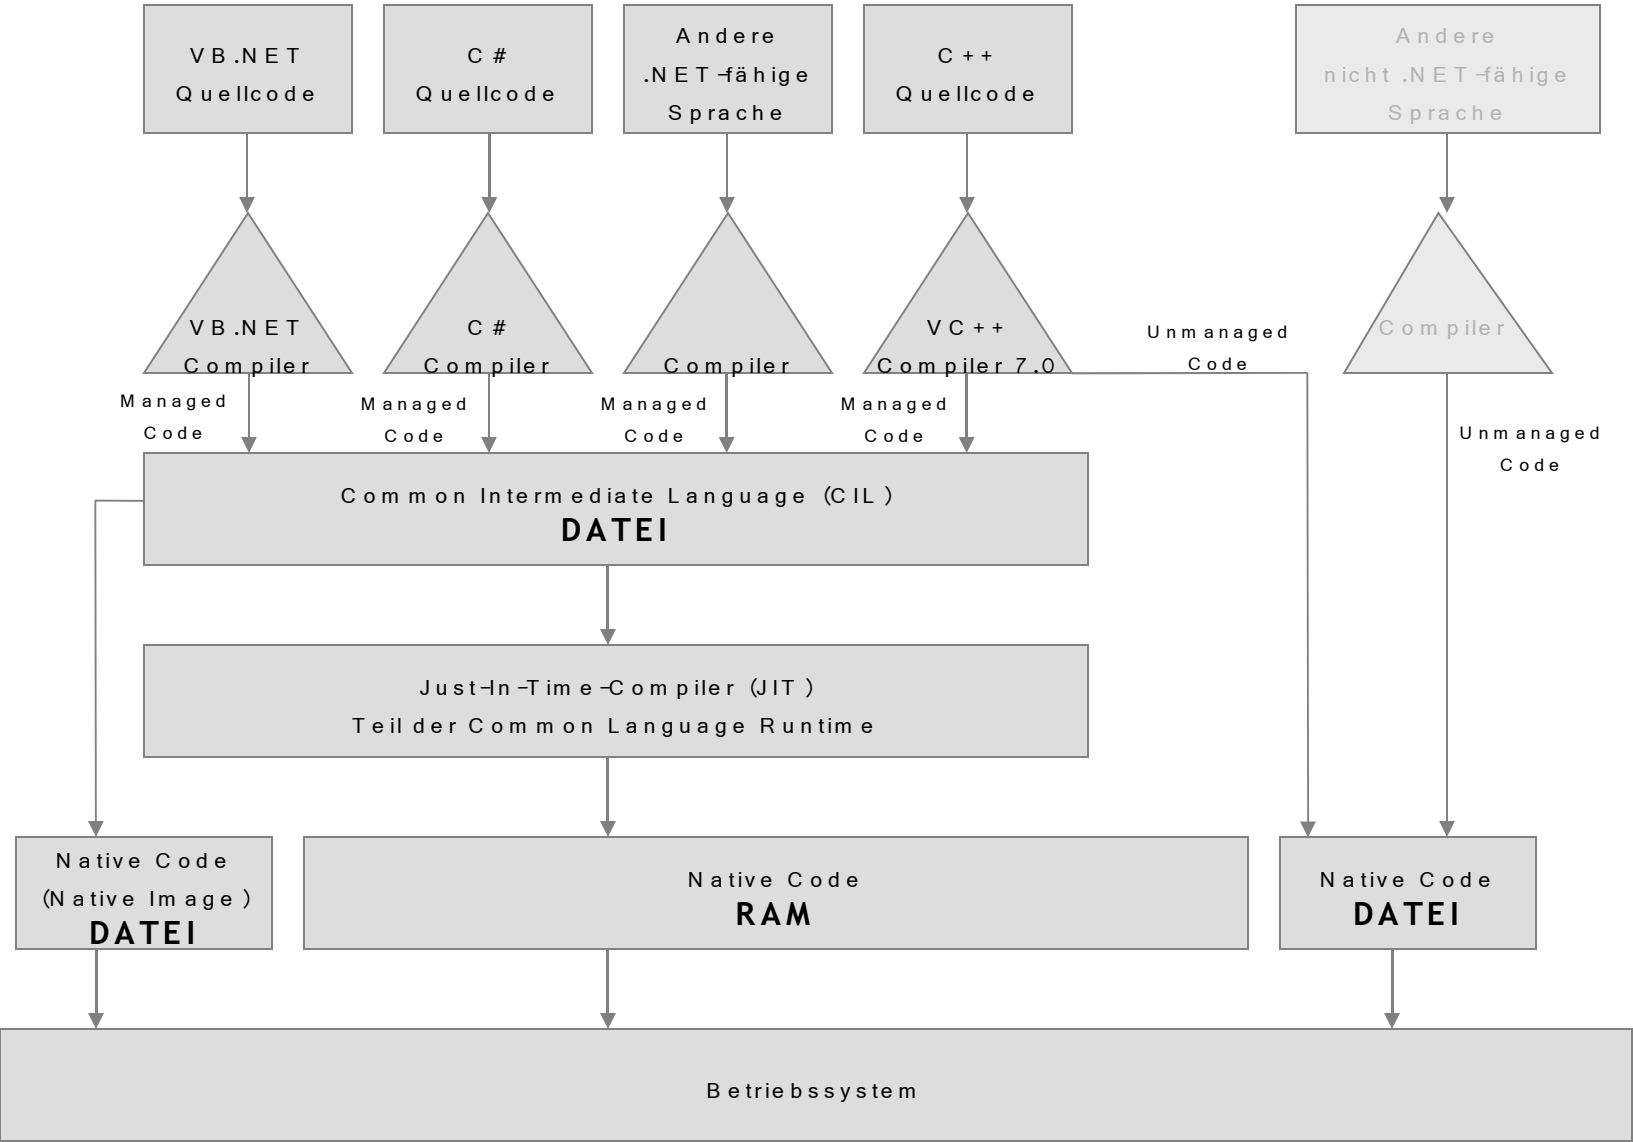 VB.NET
Quellcode
C#
Quellcode
Andere
.NET-fähige
Sprache
C++
Quellcode
Andere
nicht .NET-fähige
Sprache
VB.NET
Compiler
C#
Compiler
Compiler
VC++
Compiler 7.0
Unmanaged
Code
Compiler
Managed
Code
Managed
Code
Managed
Code
Managed
Code
Unmanaged
Code
Common Intermediate Language (CIL)
DATEI
Just-In-Time-Compiler (JIT)
Teil der Common Language Runtime
Native Code
(Native Image)
DATEI
Native Code
RAM
Native Code
DATEI
Betriebssystem